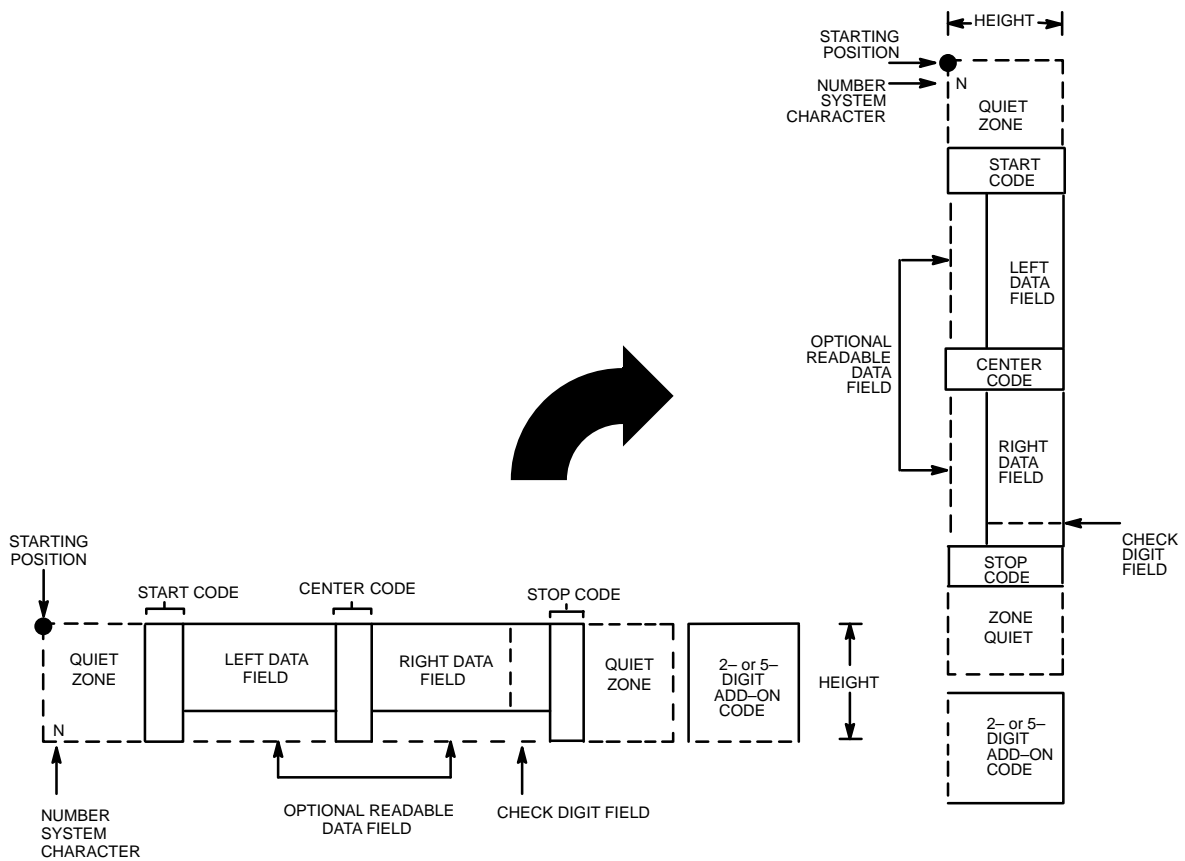 HEIGHT
STARTING
POSITION
N
NUMBER
SYSTEM
CHARACTER
QUIET
ZONE
START
CODE
LEFT
DATA
FIELD
OPTIONAL
READABLE
DATA
FIELD
CENTER
CODE
RIGHT
DATA
FIELD
CHECK
DIGIT
FIELD
STOP
CODE
ZONE
QUIET
2– or 5–
DIGIT
ADD–ON
CODE
STARTING
POSITION
START CODE
CENTER CODE
STOP CODE
QUIET
ZONE
LEFT DATA
FIELD
RIGHT DATA
FIELD
QUIET
ZONE
2– or 5–
DIGIT
ADD–ON
CODE
HEIGHT
N
NUMBER
SYSTEM
CHARACTER
OPTIONAL READABLE
DATA FIELD
CHECK DIGIT FIELD